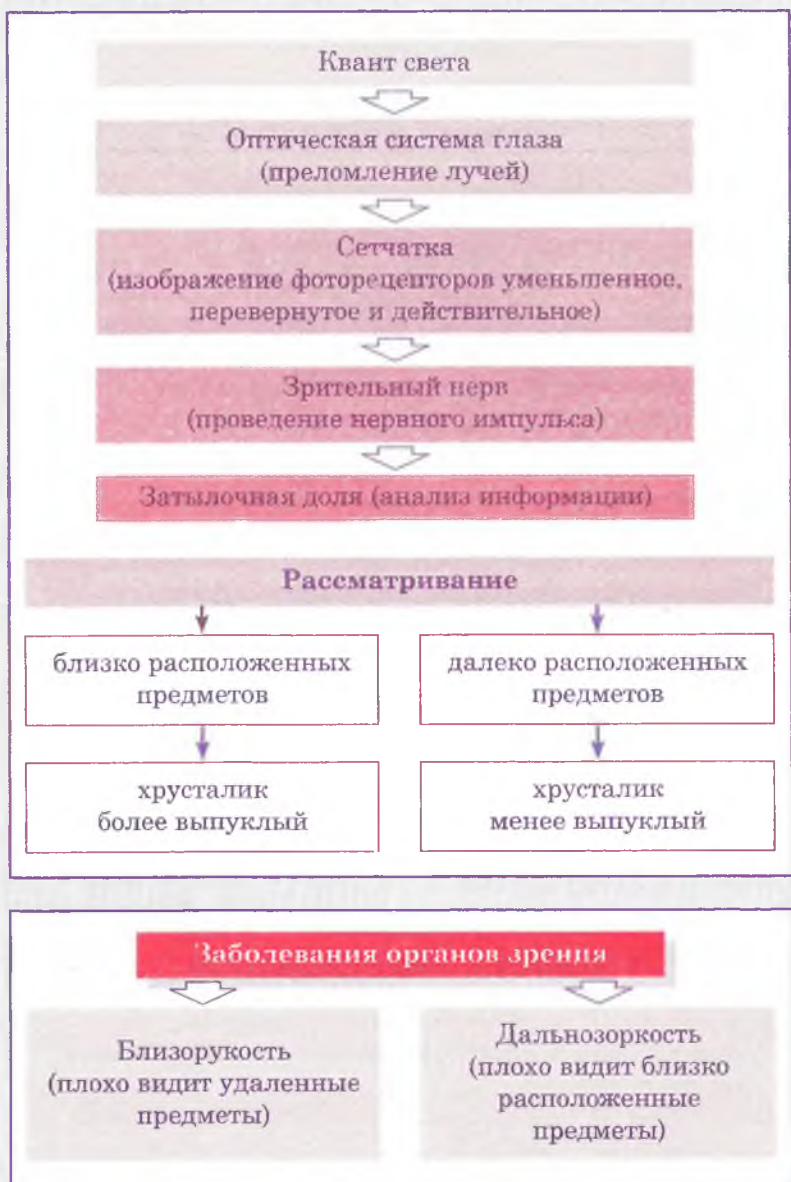 Квант света
Оптическая система глаза
(преломление лучей)
Сетчатка
(изображение фоторецепторов уменьшенное,
перевернутое и действительное)
Зрительный нерв
(проведение нервного импульса)
Затылочная доля (анализ информации)
Рассматривание
близко расположенных
предметов
далеко расположенных
предметов
хрусталик
более выпуклый
хрусталик
менее выпуклый
Заболевания органов зрения
Близорукость
(плохо видит удаленные
предметы)
Дальнозоркость
(плохо видит близко
расположенные
предметы)